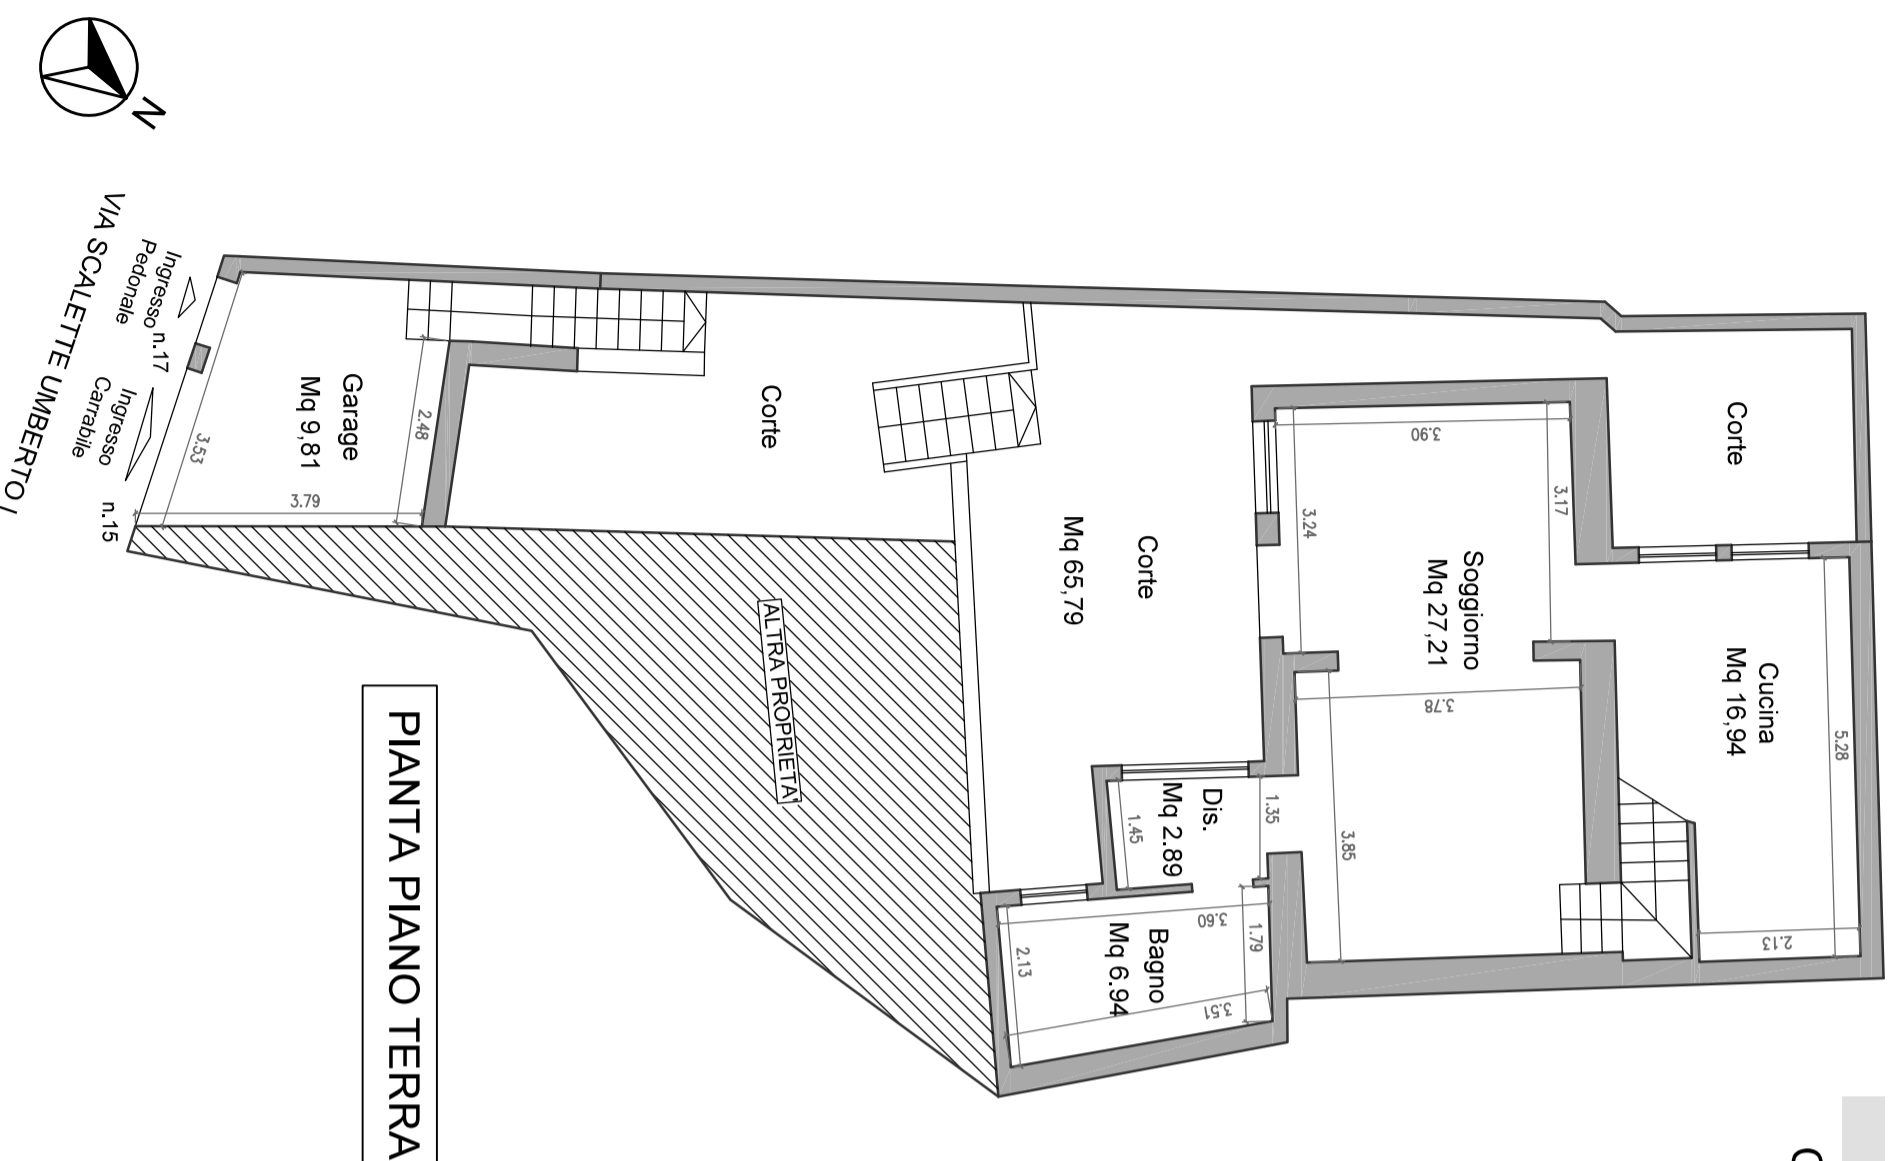 N
VIA SCALETTE UMBERTO I
Ingresso
Pedonale
n.17
Ingresso
Carrabile
n.15
Garage
Mq 9,81
3.53
2.48
3.79
Corte
Corte
Mq 65,79
Corte
Soggiorno
Mq 27,21
3.90
3.24
3.17
3.78
3.85
Cucina
Mq 16,94
5.28
2.13
Dis.
Mq 2.89
1.45
1.35
Bagno
Mq 6.94
3.60
1.79
2.13
3.51
ALTRA PROPRIETA'
PIANTA PIANO TERRA